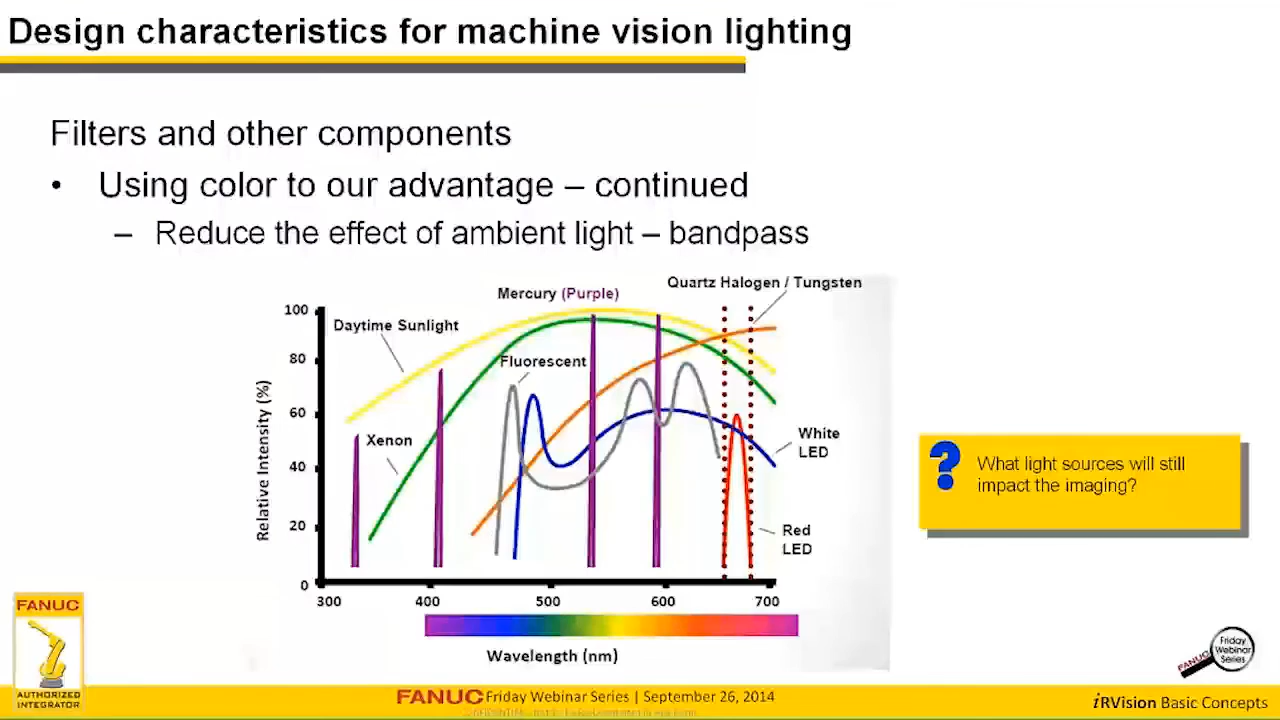 Design characteristics for machine vision lighting
Filters and other components
• Using color to our advantage – continued
– Reduce the effect of ambient light – bandpass
Quartz Halogen / Tungsten
Mercury (Purple)
100
Daytime Sunlight
80
Fluorescent
60
Xenon
White
LED
40
20
Red
LED
0
Relative Intensity (%)
300 400 500 600 700
Wavelength (nm)
? What light sources will still
impact the imaging?
FANUC
AUTHORIZED
INTEGRATOR
Friday
Webinar
Series
FANUC
FANUC Friday Webinar Series | September 26, 2014
iRVision Basic Concepts